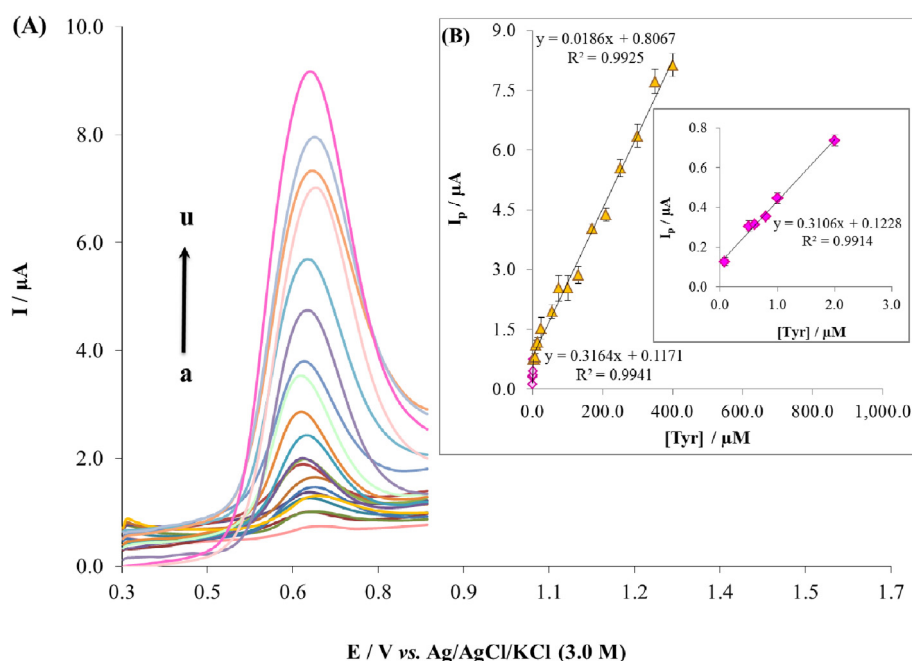 (A)
10.0
8.0
6.0
4.0
2.0
0.0
I / µA
u
a
0.3 0.5 0.6 0.8 0.9 1.1 1.2 1.4 1.5 1.7
E / V vs. Ag/AgCl/KCl (3.0 M)
(B)
9.0
7.5
6.0
4.5
3.0
1.5
0.0
Ip / µA
y = 0.0186x + 0.8067
R² = 0.9925
y = 0.3164x + 0.1171
R² = 0.9941
0.0 200.0 400.0 600.0 800.0 1,000.0
[Tyr] / µM
0.8
0.6
0.4
0.2
0.0
Ip / µA
y = 0.3106x + 0.1228
R² = 0.9914
0.0 1.0 2.0 3.0
[Tyr] / µM